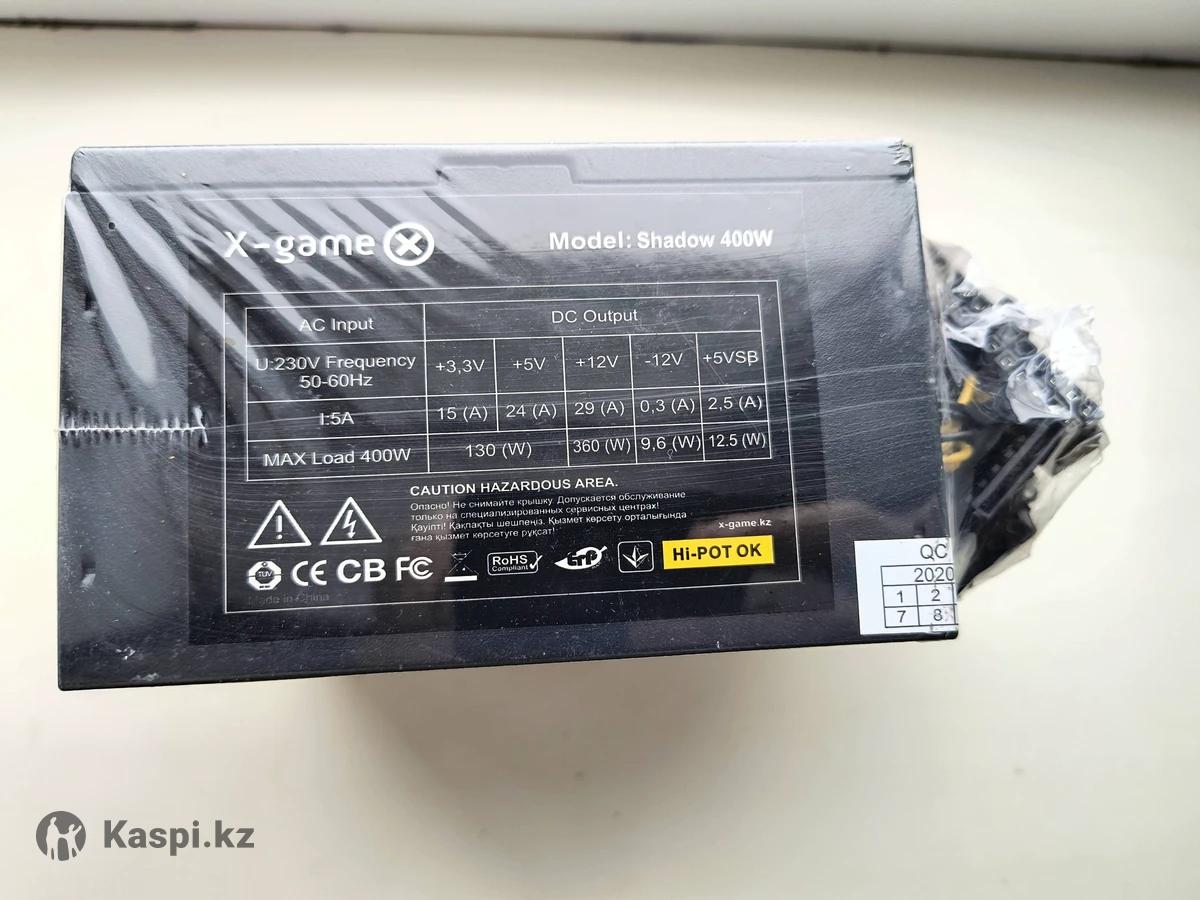 X-game X
Model: Shadow 400W
AC Input
DC Output
U:230V Frequency
50-60Hz
+3,3V
+5V
+12V
-12V
+5VSB
I:5A
15 (A)
24 (A)
29 (A)
0,3 (A)
2,5 (A)
MAX Load 400W
130 (W)
360 (W)
9,6 (W)
12.5 (W)
CAUTION HAZARDOUS AREA.
Опасно! Не снимайте крышку. Допускается обслуживание
только на специализированных сервисных центрах!
Қауіпті! Қақпақты шешпеңіз. Қызмет көрсету орталығында
ғана қызмет көрсетуге рұқсат!
x-game.kz
TUV
CE CB FC
RoHS
Compliant
ErP
Hi-POT OK
Made in China
QC
2020
1 2
7 8
Kaspi.kz